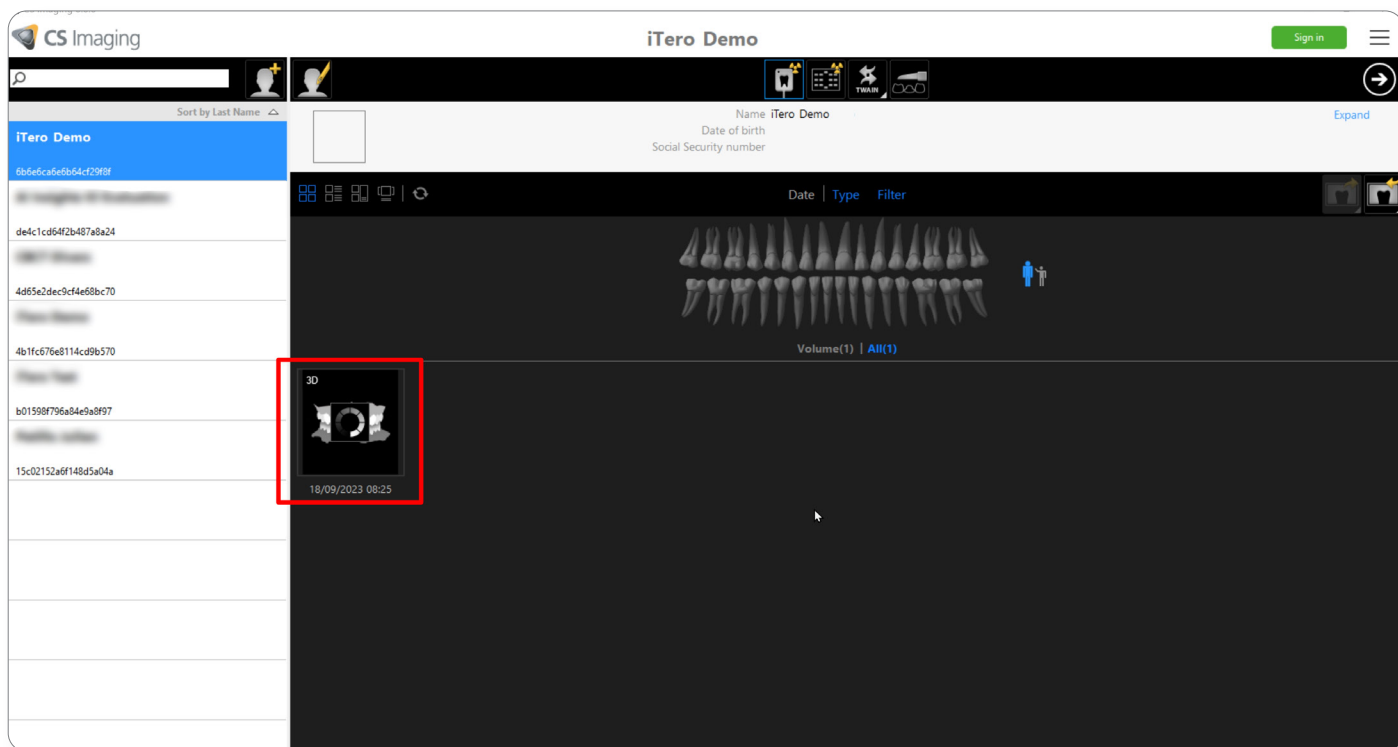 CS Imaging
iTero Demo
Sign in
TWAIN
Sort by Last Name
Name iTero Demo
Date of birth
Social Security number
Expand
iTero Demo
6b6e6ca6e6b64cf29f8f
de4c1cd64f2b487a8a24
4d65e2dec9cf4e68bc70
4b1fc676e8114cd9b570
b01598f796a84e9a8f97
15c02152a6f148d5a04a
Date | Type Filter
Volume(1) | All(1)
3D
18/09/2023 08:25